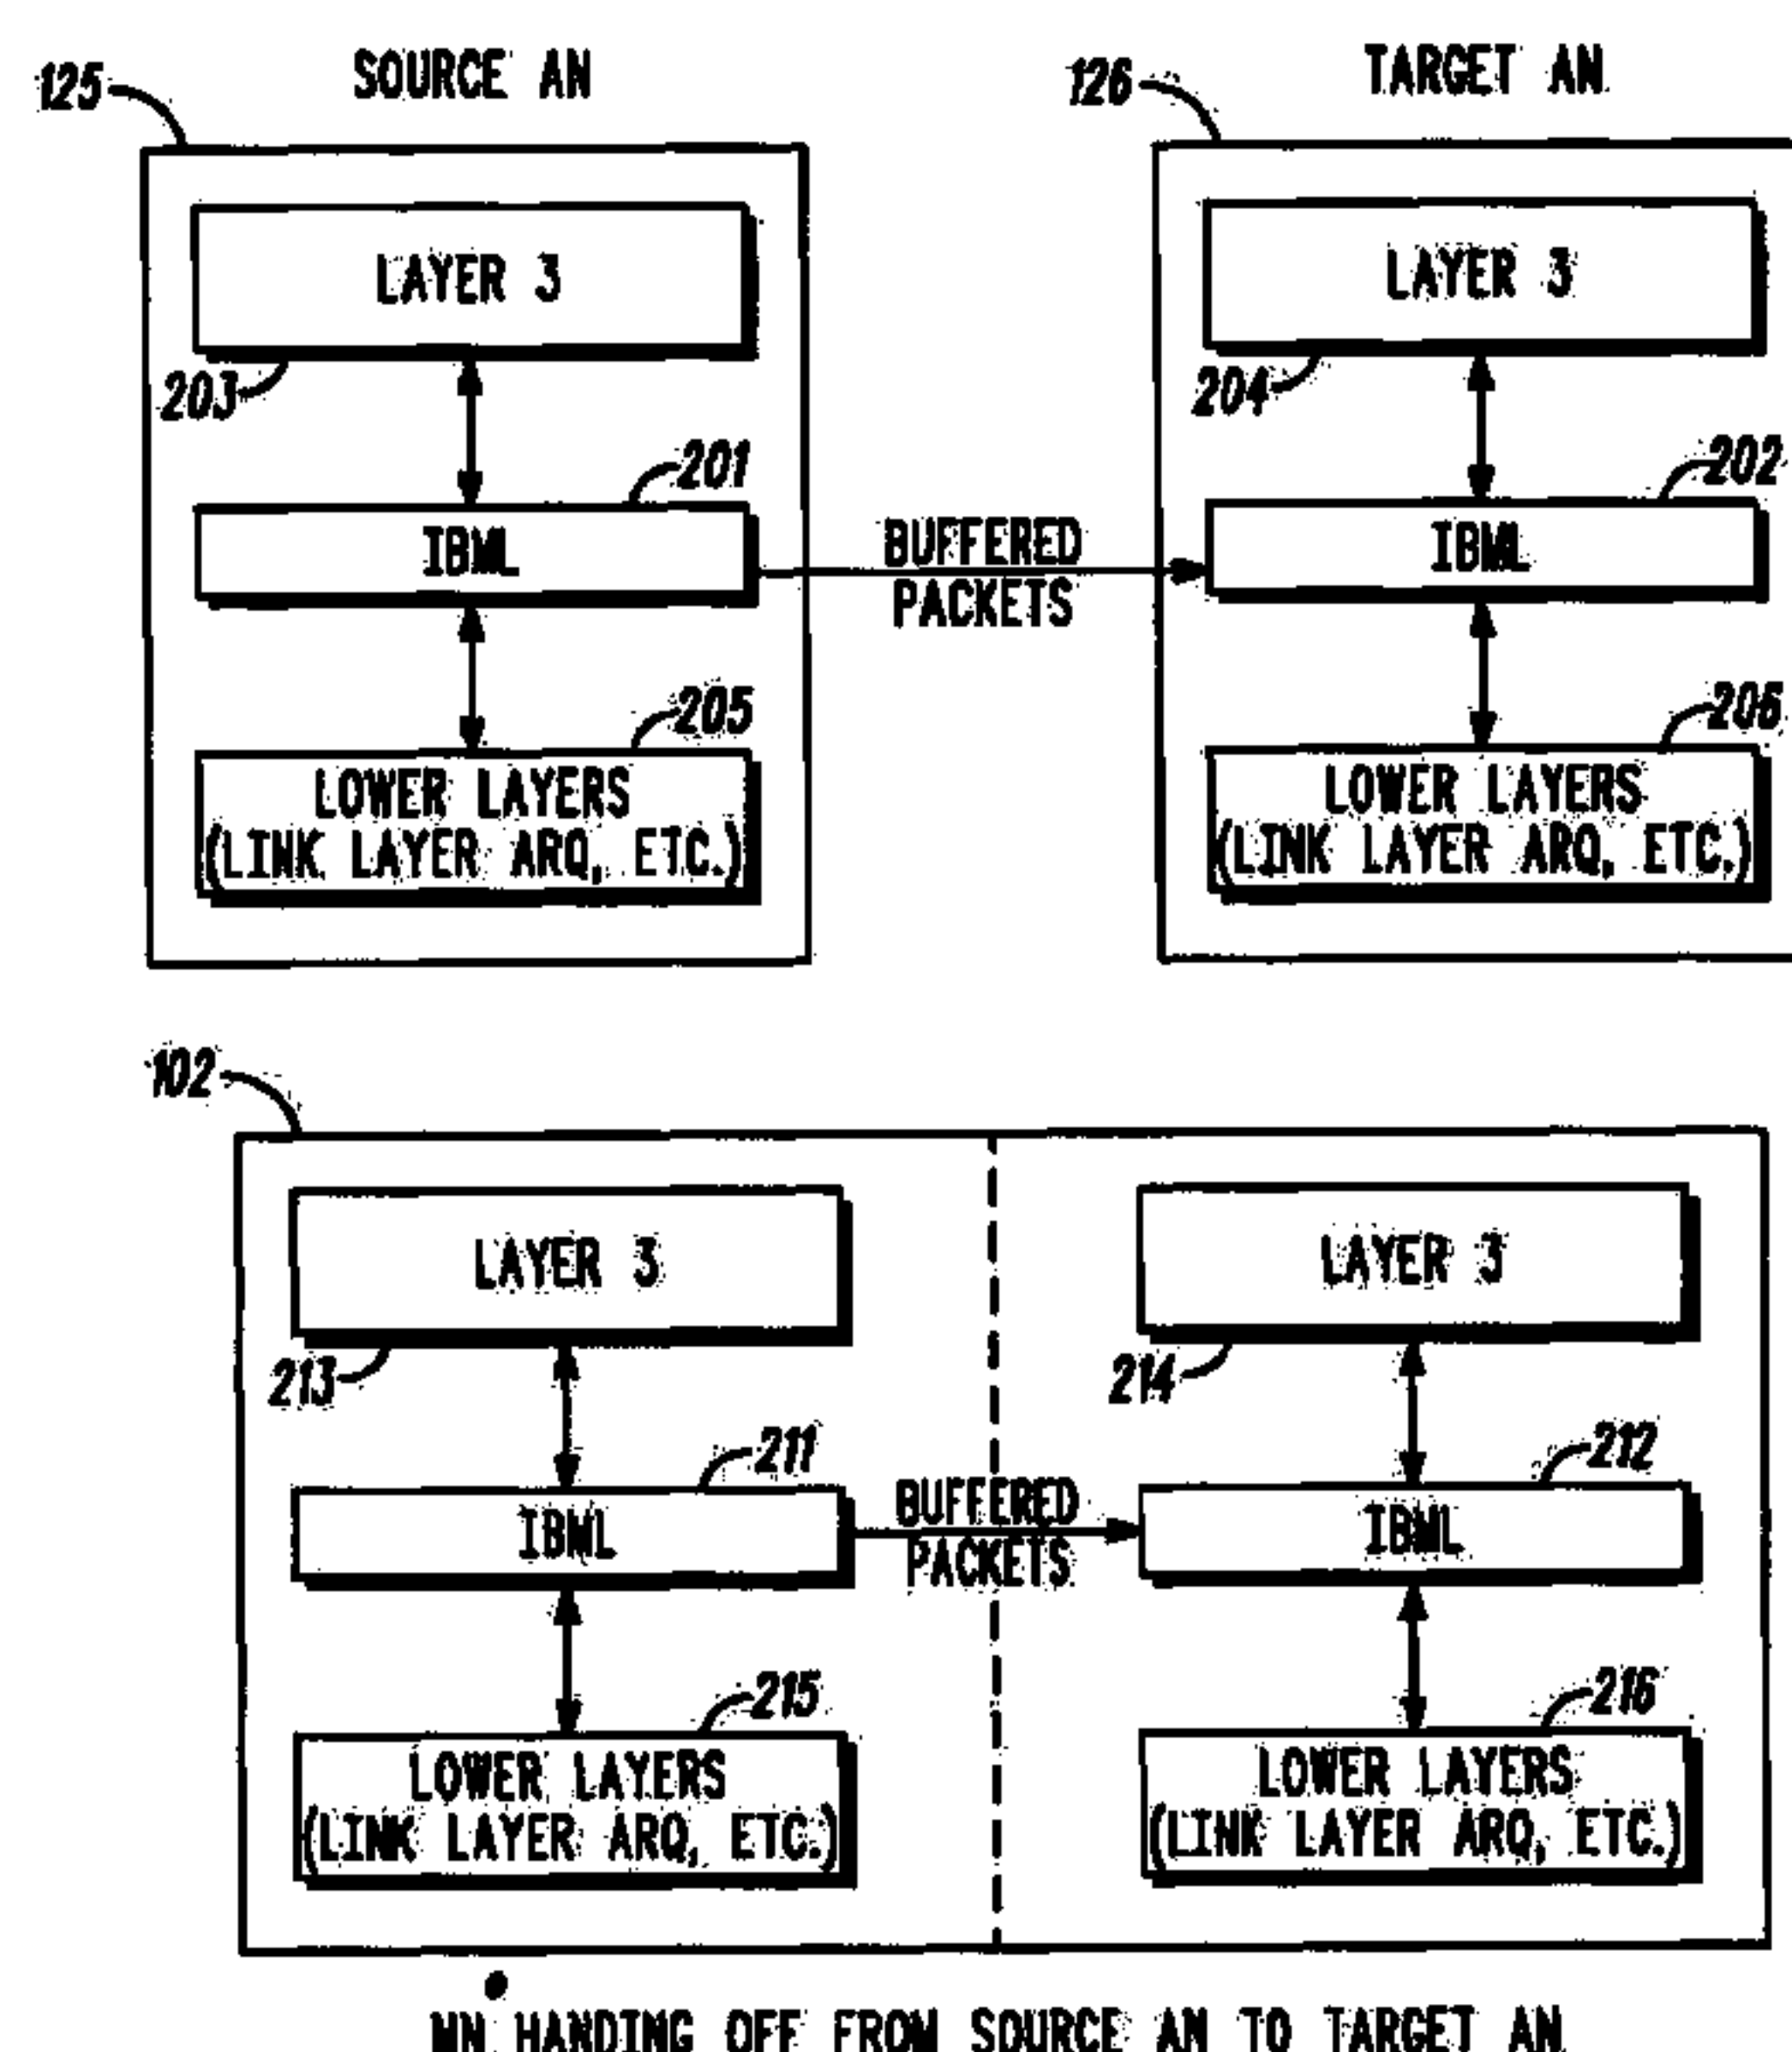 SOURCE AN
TARGET AN
125
126
LAYER 3
LAYER 3
203
204
201
202
IBML
BUFFERED
PACKETS
IBML
205
206
LOWER LAYERS
(LINK LAYER ARQ, ETC.)
LOWER LAYERS
(LINK LAYER ARQ, ETC.)
102
LAYER 3
LAYER 3
213
214
211
212
IBML
BUFFERED
PACKETS
IBML
215
216
LOWER LAYERS
(LINK LAYER ARQ, ETC.)
LOWER LAYERS
(LINK LAYER ARQ, ETC.)
MN HANDING OFF FROM SOURCE AN TO TARGET AN